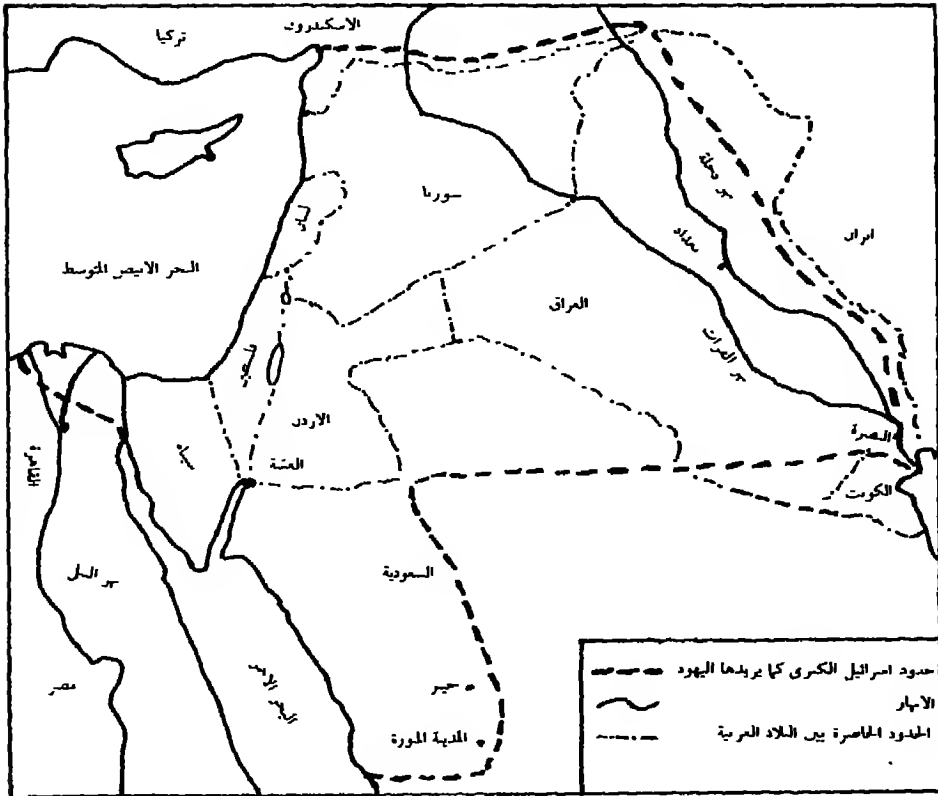 الاسكندرون
تركيا
سوريا
لبنان
نهر دجلة
ايران
بغداد
البحر الابيض المتوسط
العراق
فلسطين
نهر الفرات
الاردن
البصرة
العقبة
سيناء
القاهرة
الكويت
السعودية
نهر النيل
البحر الاحمر
مصر
خيبر
المدينة المنورة
حدود اسرائيل الكبرى كما يريدها اليهود
الانهار
الحدود الحاضرة بين البلاد العربية